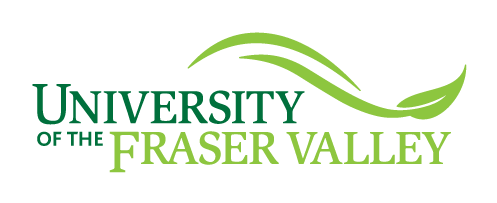 UNIVERSITY
OF THE FRASER VALLEY